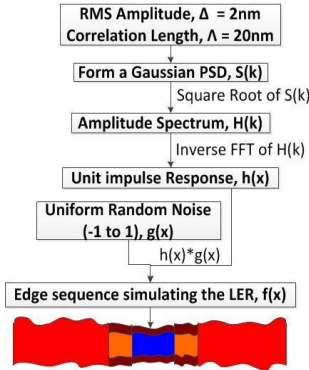 RMS Amplitude, Δ = 2nm
Correlation Length, Λ = 20nm
Form a Gaussian PSD, S(k)
Square Root of S(k)
Amplitude Spectrum, H(k)
Inverse FFT of H(k)
Unit impulse Response, h(x)
Uniform Random Noise
(-1 to 1), g(x)
h(x)*g(x)
Edge sequence simulating the LER, f(x)